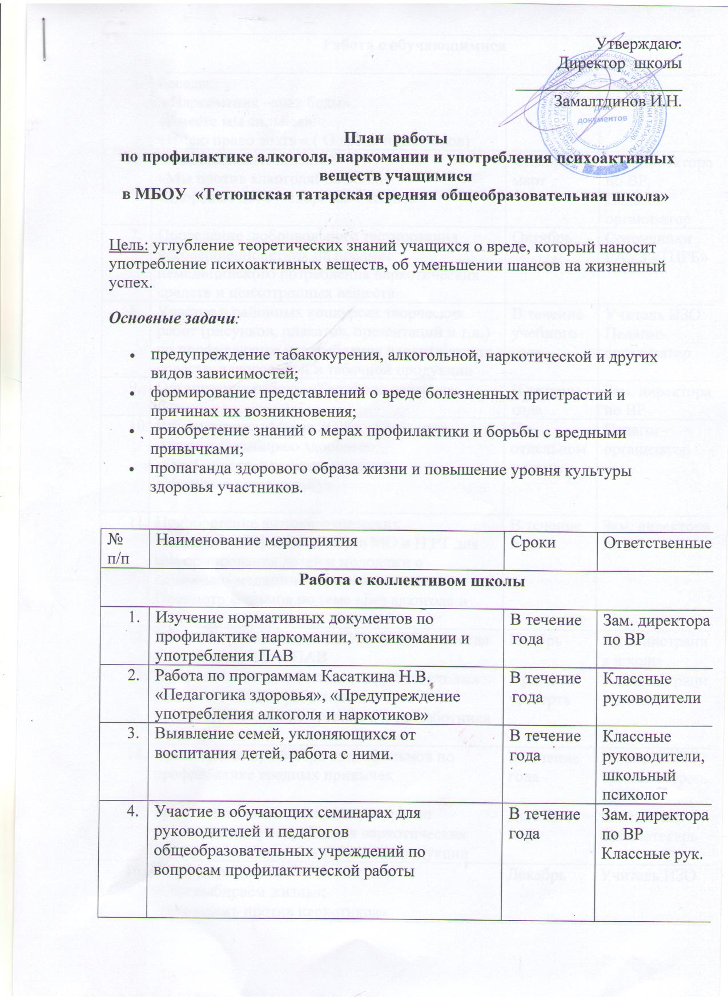 Утверждаю:
Директор школы
Замалтдинов И.Н.
Для
документов
План работы
по профилактике алкоголя, наркомании и употребления психоактивных
веществ учащимися
в МБОУ «Тетюшская татарская средняя общеобразовательная школа»
Цель: углубление теоретических знаний учащихся о вреде, который наносит
употребление психоактивных веществ, об уменьшении шансов на жизненный
успех.
Основные задачи:
• предупреждение табакокурения, алкогольной, наркотической и других
видов зависимостей;
• формирование представлений о вреде болезненных пристрастий и
причинах их возникновения;
• приобретение знаний о мерах профилактики и борьбы с вредными
привычками;
• пропаганда здорового образа жизни и повышение уровня культуры
здоровья участников.
№ Наименование мероприятия Сроки Ответственные
п/п
Работа с коллективом школы
1. Изучение нормативных документов по В течение Зам. директора
профилактике наркомании, токсикомании и года по ВР
употребления ПАВ
2. Работа по программам Касаткина Н.В. В течение Классные
«Педагогика здоровья», «Предупреждение года руководители
употребления алкоголя и наркотиков»
3. Выявление семей, уклоняющихся от В течение Классные
воспитания детей, работа с ними. года руководители,
школьный
психолог
4. Участие в обучающих семинарах для В течение Зам. директора
руководителей и педагогов года по ВР
общеобразовательных учреждений по Классные рук.
вопросам профилактической работы